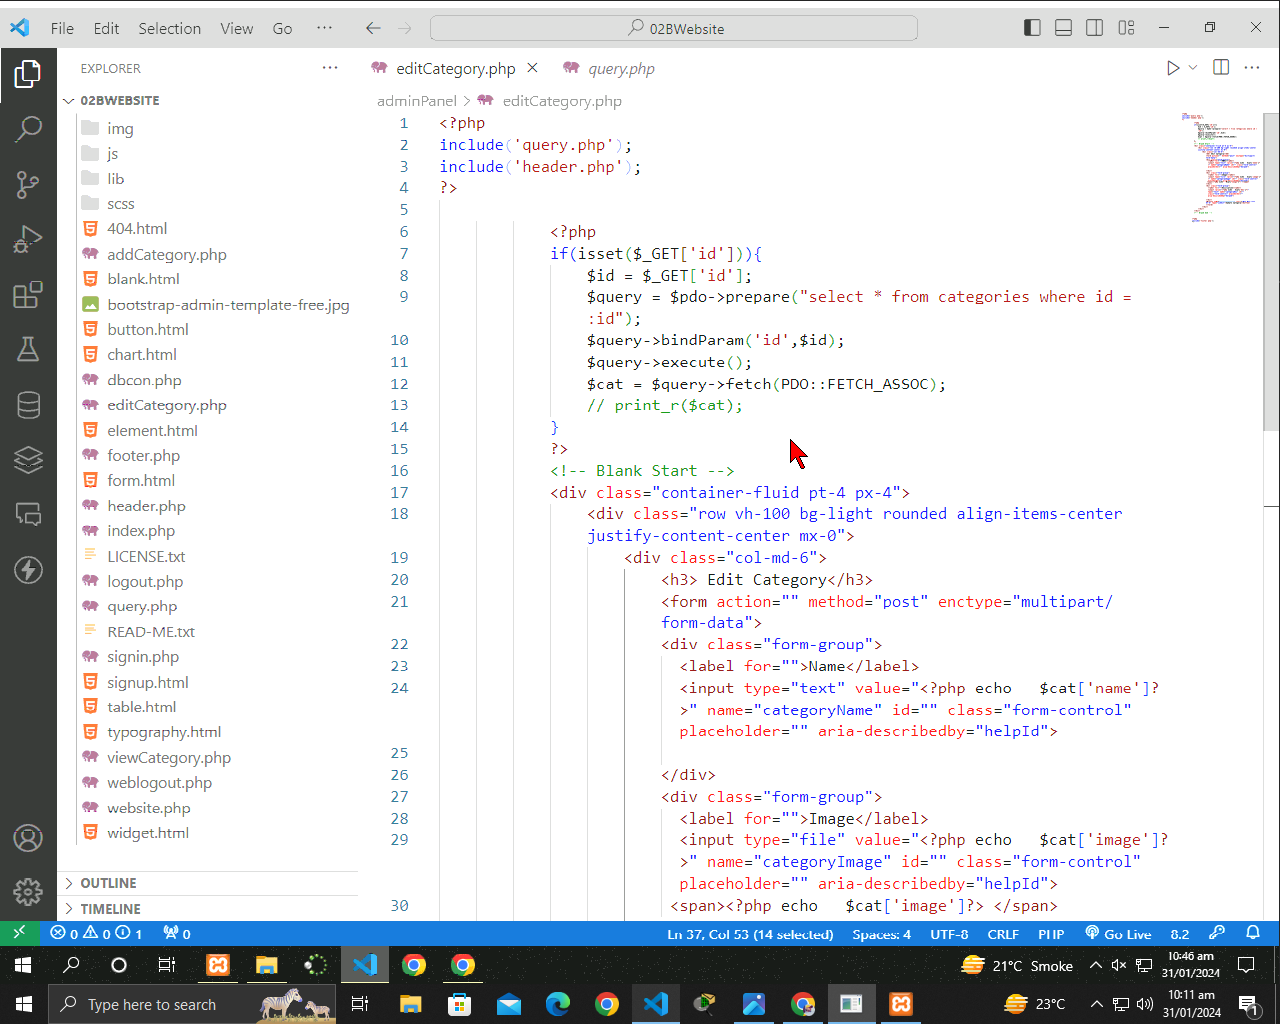 File Edit Selection View Go ··· 02BWebsite
EXPLORER ···
editCategory.php
query.php
02BWEBSITE
adminPanel > editCategory.php
img
js
lib
scss
404.html
addCategory.php
blank.html
bootstrap-admin-template-free.jpg
button.html
chart.html
dbcon.php
editCategory.php
element.html
footer.php
form.html
header.php
index.php
LICENSE.txt
logout.php
query.php
READ-ME.txt
signin.php
signup.html
table.html
typography.html
viewCategory.php
weblogout.php
website.php
widget.html
OUTLINE
TIMELINE
1 <?php
2 include('query.php');
3 include('header.php');
4 ?>
5
6 <?php
7 if(isset($_GET['id'])){
8 $id = $_GET['id'];
9 $query = $pdo->prepare("select * from categories where id =
:id");
10 $query->bindParam('id',$id);
11 $query->execute();
12 $cat = $query->fetch(PDO::FETCH_ASSOC);
13 // print_r($cat);
14 }
15 ?>
16 <!-- Blank Start -->
17 <div class="container-fluid pt-4 px-4">
18 <div class="row vh-100 bg-light rounded align-items-center
justify-content-center mx-0">
19 <div class="col-md-6">
20 <h3> Edit Category</h3>
21 <form action="" method="post" enctype="multipart/
form-data">
22 <div class="form-group">
23 <label for="">Name</label>
24 <input type="text" value="<?php echo   $cat['name']?
>" name="categoryName" id="" class="form-control"
placeholder="" aria-describedby="helpId">
25
26 </div>
27 <div class="form-group">
28 <label for="">Image</label>
29 <input type="file" value="<?php echo   $cat['image']?
>" name="categoryImage" id="" class="form-control"
placeholder="" aria-describedby="helpId">
30 <span><?php echo   $cat['image']?> </span>
0 0 1 0 Ln 37, Col 53 (14 selected) Spaces: 4 UTF-8 CRLF PHP Go Live 8.2
21°C Smoke 10:46 am
31/01/2024
Type here to search 23°C 10:11 am
31/01/2024
1